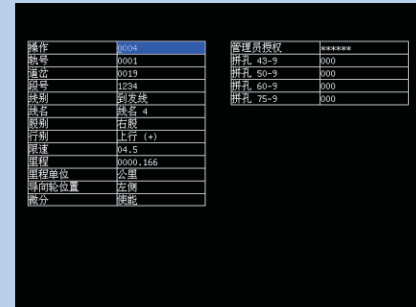 操作 0004
轨号 0001
道岔 0019
段号 1234
线别 到发线
线名 线名 4
股别 右股
行别 上行 (+)
限速 04.5
里程 0000.166
里程单位 公里
导向轮位置 左侧
微分 使能
管理员授权 ******
拼孔 43-9 000
拼孔 50-9 000
拼孔 60-9 000
拼孔 75-9 000